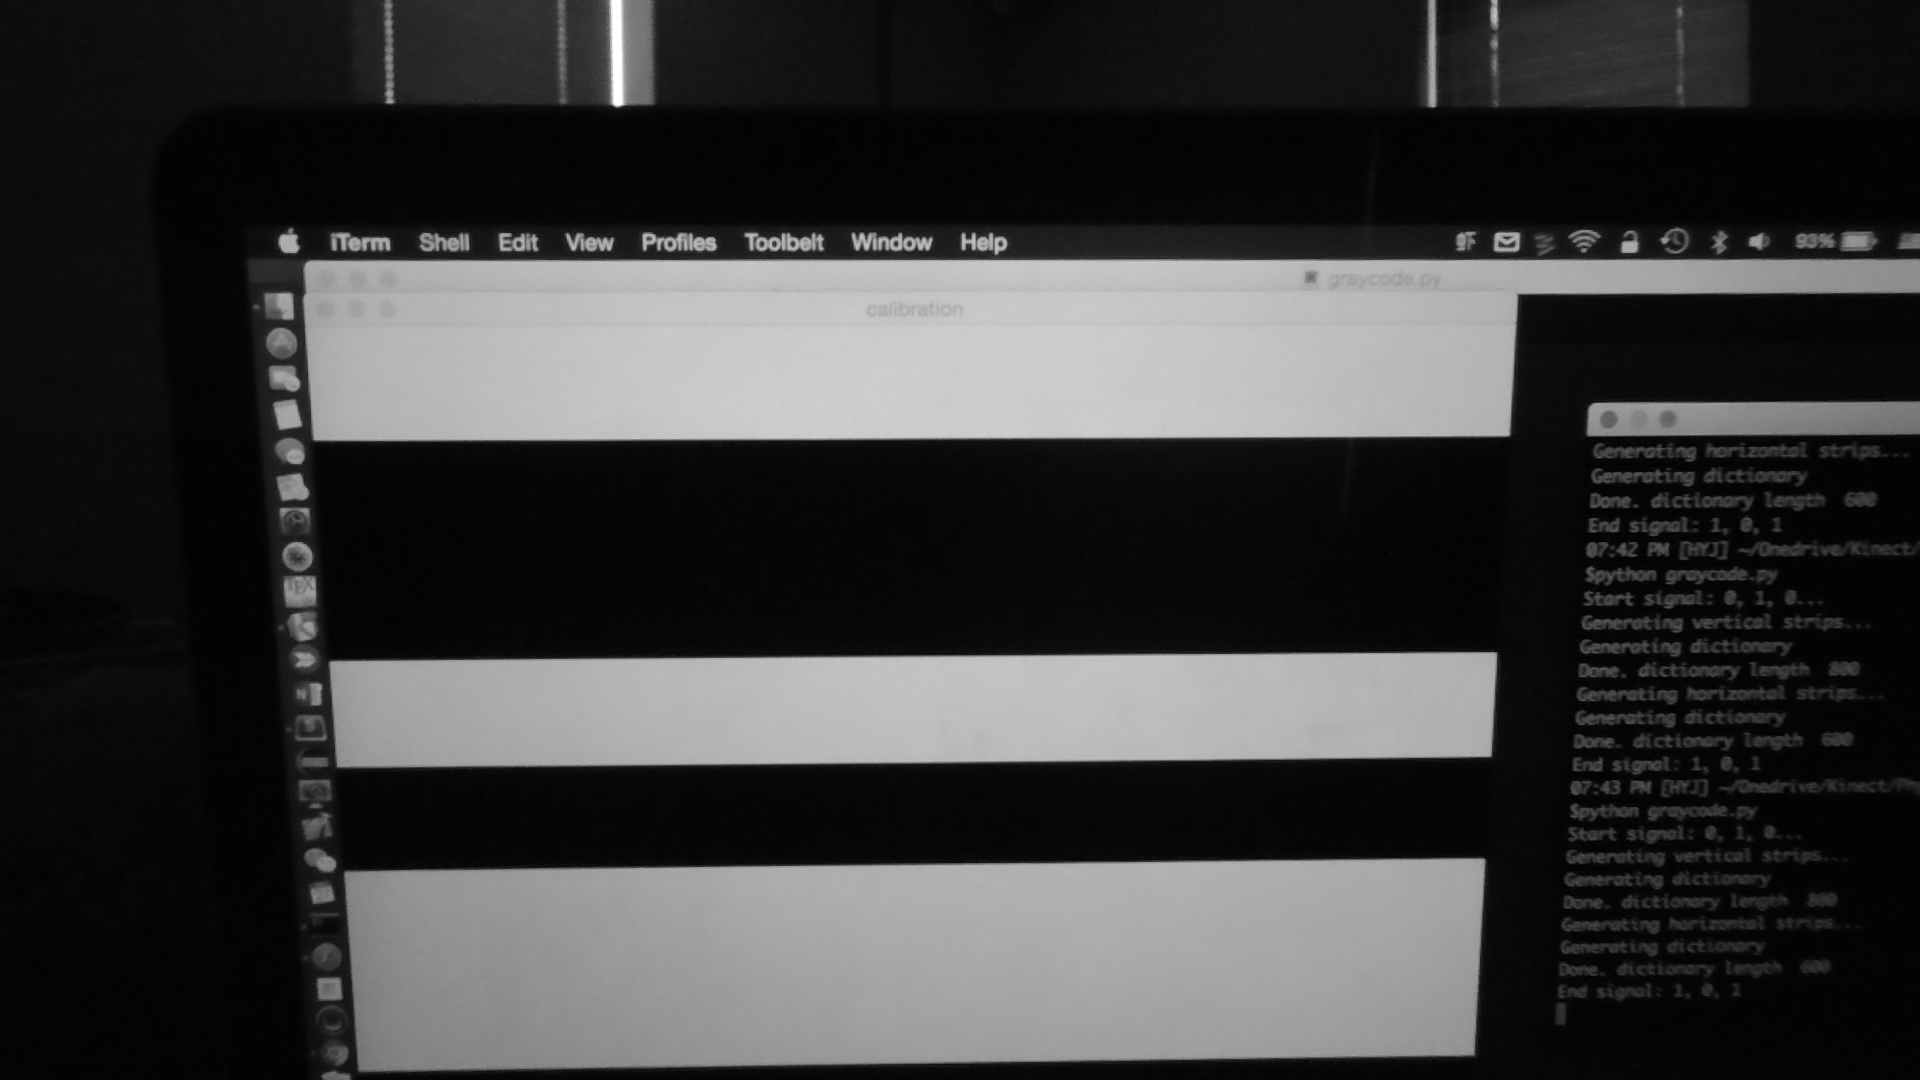 iTerm Shell Edit View Profiles Toolbelt Window Help 93%
graycode.py
calibration
Generating horizontal strips...
Generating dictionary
Done. dictionary length 600
End signal: 1, 0, 1
07:42 PM [HYJ] ~/Onedrive/Kinect/
$python graycode.py
Start signal: 0, 1, 0...
Generating vertical strips...
Generating dictionary
Done. dictionary length 800
Generating horizontal strips...
Generating dictionary
Done. dictionary length 600
End signal: 1, 0, 1
07:43 PM [HYJ] ~/Onedrive/Kinect/Ph
$python graycode.py
Start signal: 0, 1, 0...
Generating vertical strips...
Generating dictionary
Done. dictionary length 800
Generating horizontal strips...
Generating dictionary
Done. dictionary length 600
End signal: 1, 0, 1